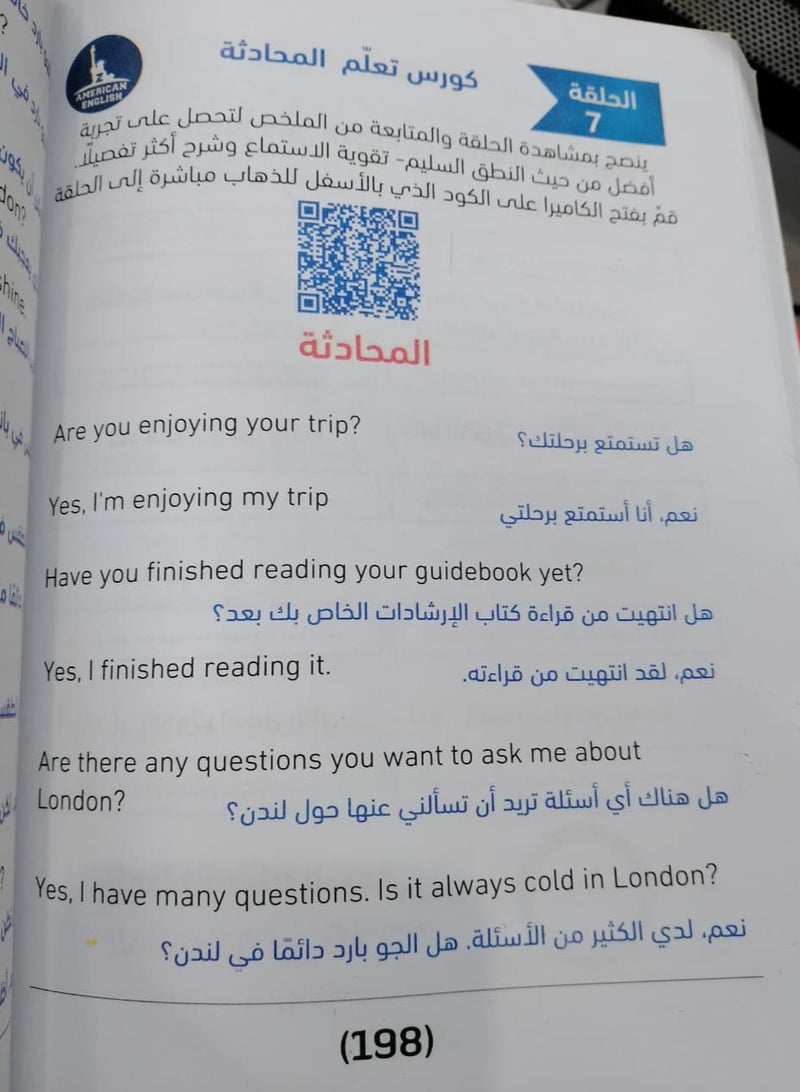 كورس تعلّم المحادثة
الحلقة
7
Z
AMERICAN
ENGLISH
ينصح بمشاهدة الحلقة والمتابعة من الملخص لتحصل على تجربة
أفضل من حيث النطق السليم- تقوية الاستماع وشرح أكثر تفصيلًا.
قمْ بفتح الكاميرا على الكود الذي بالأسفل للذهاب مباشرة إلى الحلقة
المحادثة
Are you enjoying your trip?
هل تستمتع برحلتك؟
Yes, I'm enjoying my trip
نعم، أنا أستمتع برحلتي
Have you finished reading your guidebook yet?
هل انتهيت من قراءة كتاب الإرشادات الخاص بك بعد؟
Yes, I finished reading it.
نعم، لقد انتهيت من قراءته.
Are there any questions you want to ask me about
London?
هل هناك أي أسئلة تريد أن تسألني عنها حول لندن؟
Yes, I have many questions. Is it always cold in London?
نعم، لدي الكثير من الأسئلة. هل الجو بارد دائمًا في لندن؟
(198)